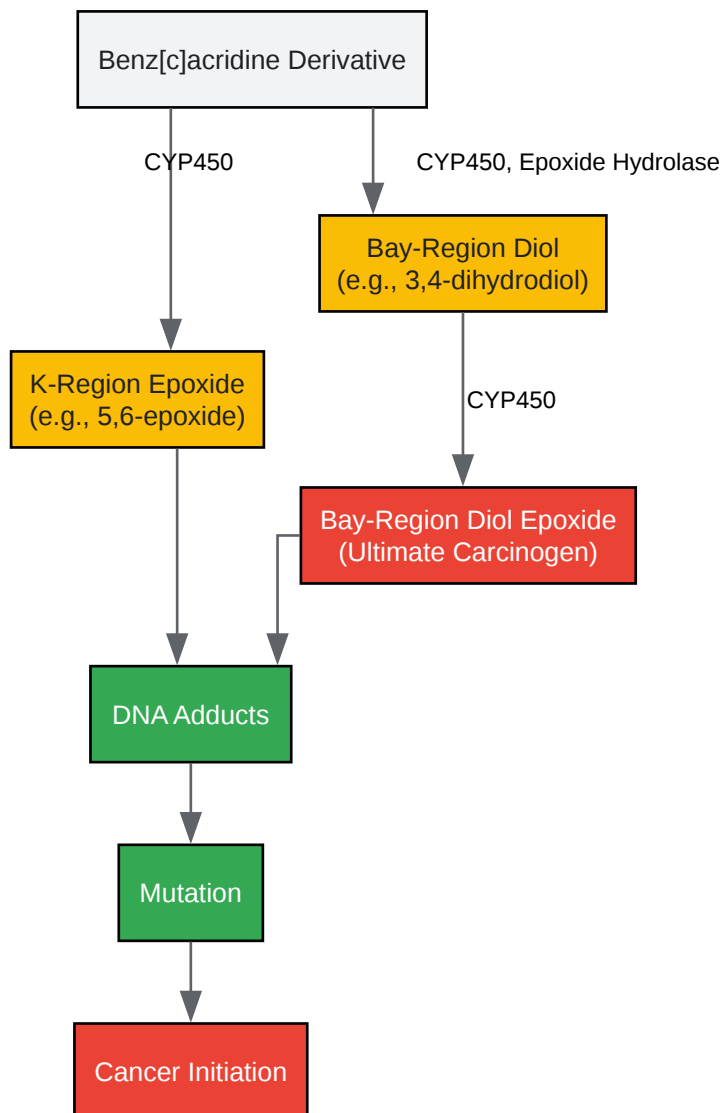 Benz[c]acridine Derivative
CYP450
CYP450, Epoxide Hydrolase
Bay-Region Diol
(e.g., 3,4-dihydrodiol)
K-Region Epoxide
(e.g., 5,6-epoxide)
CYP450
Bay-Region Diol Epoxide
(Ultimate Carcinogen)
DNA Adducts
Mutation
Cancer Initiation